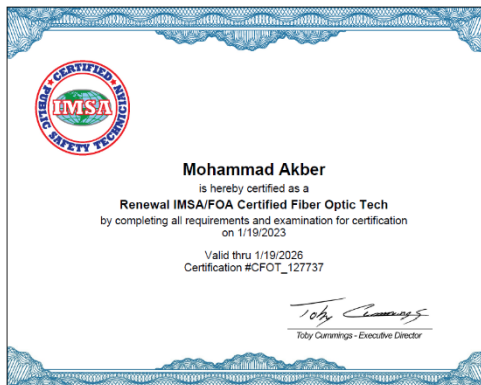 CERTIFIED
IMSA
PUBLIC SAFETY TECHNICIAN
Mohammad Akber
is hereby certified as a
Renewal IMSA/FOA Certified Fiber Optic Tech
by completing all requirements and examination for certification
on 1/19/2023
Valid thru 1/19/2026
Certification #CFOT_127737
Toby Cummings
Toby Cummings - Executive Director